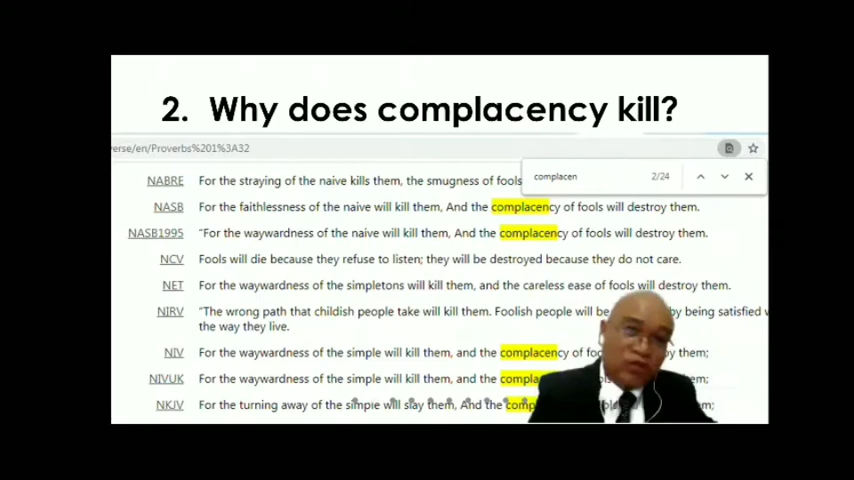 2. Why does complacency kill?
erse/en/Proverbs%201%3A32
complacen 2/24
NABRE For the straying of the naive kills them, the smugness of fools
NASB For the faithlessness of the naive will kill them, And the complacency of fools will destroy them.
NASB1995 “For the waywardness of the naive will kill them, And the complacency of fools will destroy them.
NCV Fools will die because they refuse to listen; they will be destroyed because they do not care.
NET For the waywardness of the simpletons will kill them, and the careless ease of fools will destroy them.
NIRV “The wrong path that childish people take will kill them. Foolish people will be by being satisfied
the way they live.
NIV For the waywardness of the simple will kill them, and the complacency of them;
NIVUK For the waywardness of the simple will kill them, and the them;
NKJV For the turning away of the simple will slay them, And the